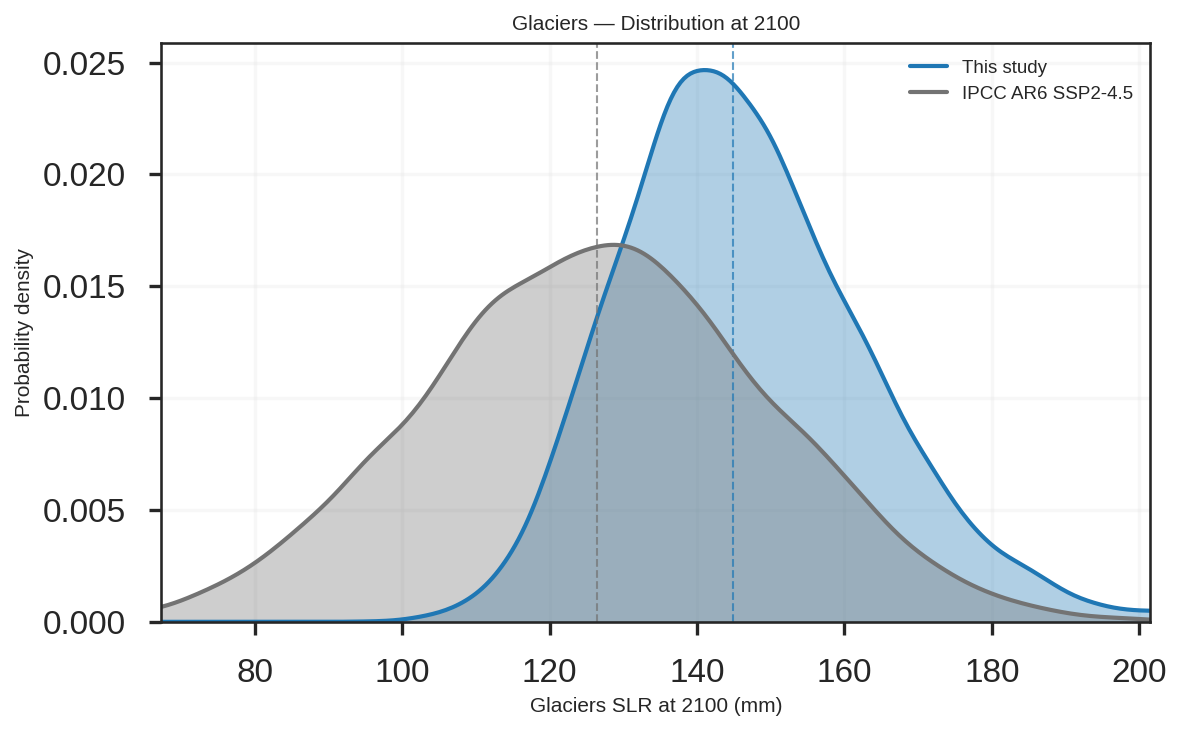 Glaciers — Distribution at 2100
This study
IPCC AR6 SSP2-4.5
Probability density
0.025
0.020
0.015
0.010
0.005
0.000
80 100 120 140 160 180 200
Glaciers SLR at 2100 (mm)